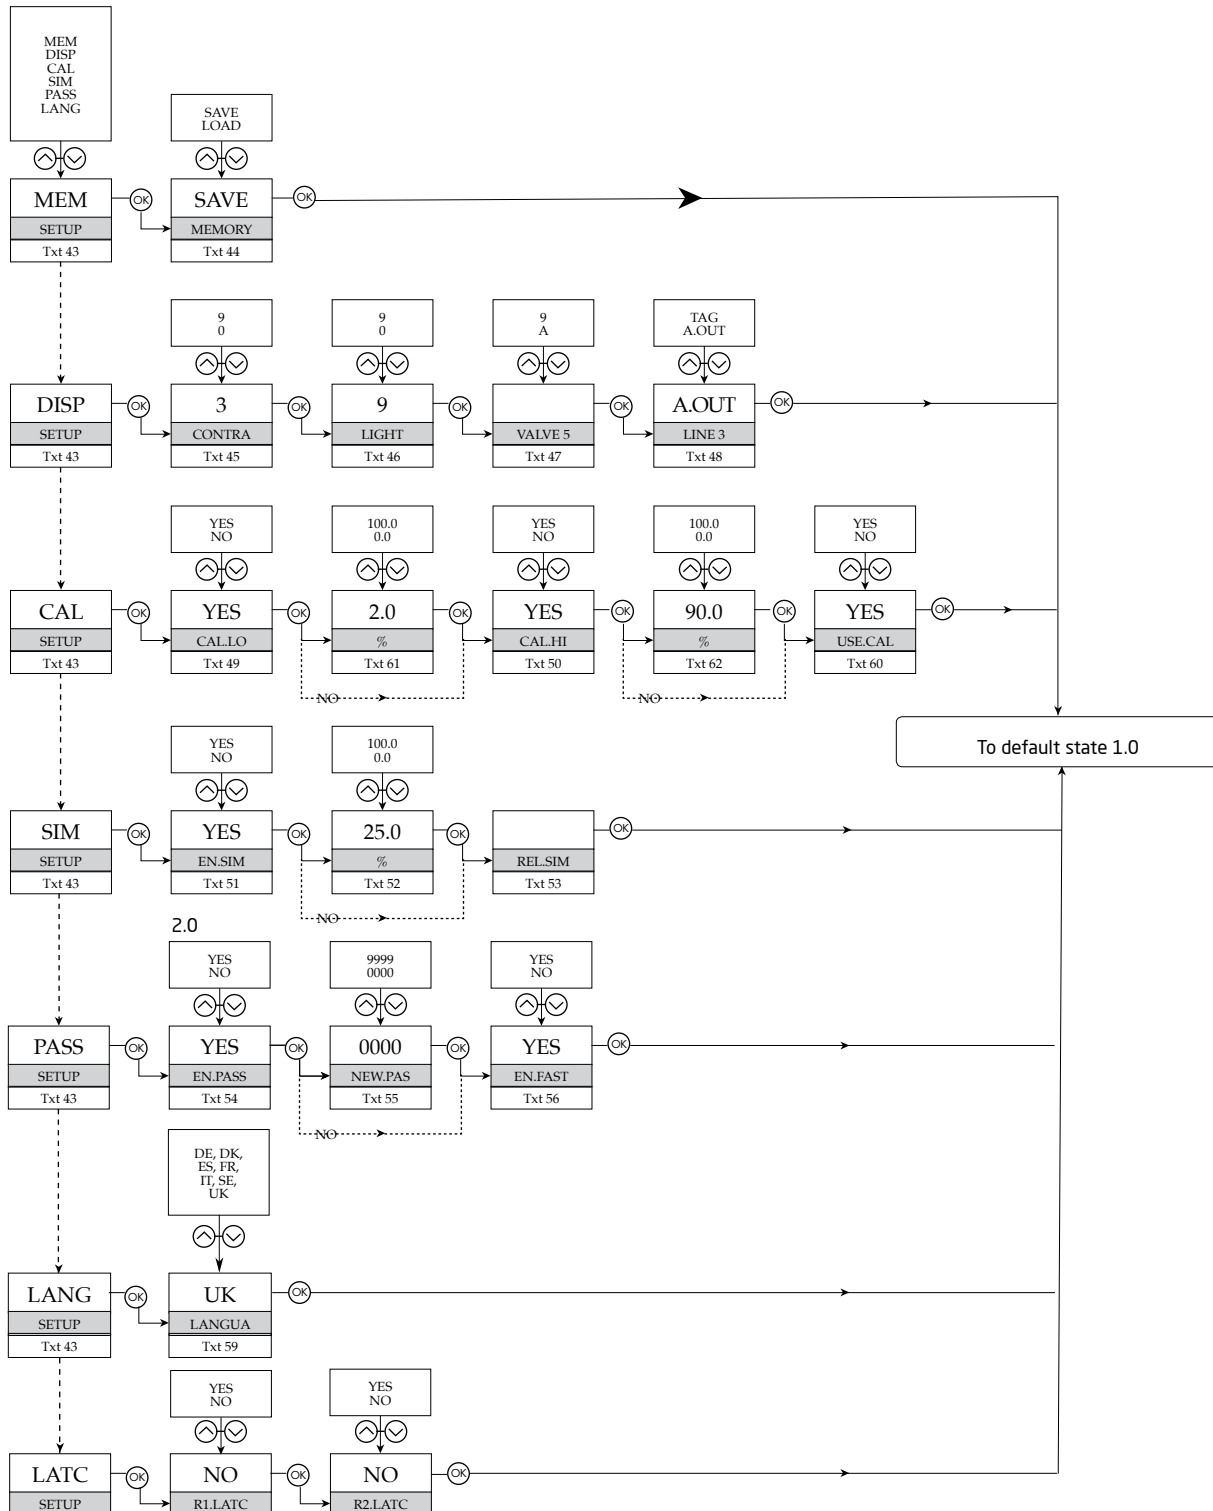 MEM
DISP
CAL
SIM
PASS
LANG
SAVE
LOAD
MEM
OK
SAVE
OK
SETUP
MEMORY
Txt 43
Txt 44
9
0
9
0
9
A
TAG
A.OUT
DISP
OK
3
OK
9
OK
OK
A.OUT
OK
SETUP
CONTRA
LIGHT
VALVE 5
LINE 3
Txt 43
Txt 45
Txt 46
Txt 47
Txt 48
YES
NO
100.0
0.0
YES
NO
100.0
0.0
YES
NO
CAL
OK
YES
OK
2.0
OK
YES
OK
90.0
OK
YES
OK
SETUP
CAL.LO
%
CAL.HI
%
USE.CAL
Txt 43
Txt 49
Txt 61
Txt 50
Txt 62
Txt 60
NO
NO
To default state 1.0
YES
NO
100.0
0.0
SIM
OK
YES
OK
25.0
OK
OK
SETUP
EN.SIM
%
REL.SIM
Txt 43
Txt 51
Txt 52
Txt 53
NO
2.0
YES
NO
9999
0000
YES
NO
PASS
OK
YES
OK
0000
OK
YES
OK
SETUP
EN.PASS
NEW.PAS
EN.FAST
Txt 43
Txt 54
Txt 55
Txt 56
NO
DE, DK,
ES, FR,
IT, SE,
UK
LANG
OK
UK
OK
SETUP
LANGUA
Txt 43
Txt 59
YES
NO
YES
NO
LATC
OK
NO
OK
NO
OK
SETUP
R1.LATC
R2.LATC